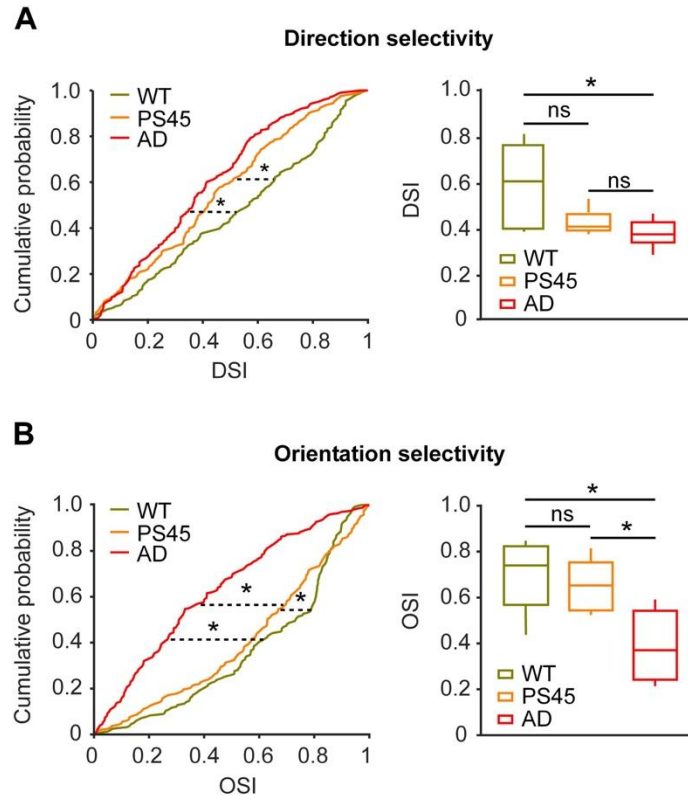 A
Direction selectivity
Cumulative probability
1.0
0.8
0.6
0.4
0.2
0
WT
PS45
AD
*
*
0 0.2 0.4 0.6 0.8 1
DSI
DSI
1.0
0.8
0.6
0.4
0.2
0
*
ns
ns
WT
PS45
AD
B
Orientation selectivity
Cumulative probability
1.0
0.8
0.6
0.4
0.2
0
WT
PS45
AD
*
*
*
0 0.2 0.4 0.6 0.8 1
OSI
OSI
1.0
0.8
0.6
0.4
0.2
0
*
ns
*
WT
PS45
AD